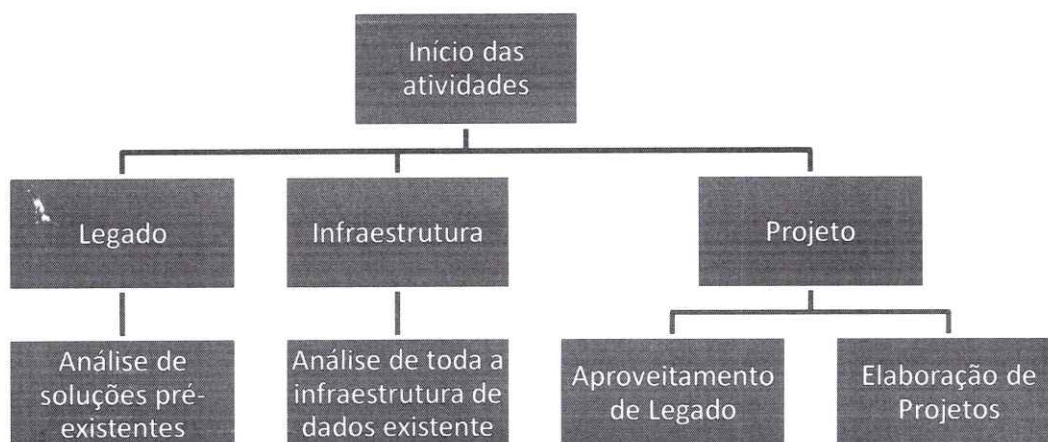 Início das
atividades
Legado
Infraestrutura
Projeto
Análise de
soluções pré-
existentes
Análise de toda a
infraestrutura de
dados existente
Aproveitamento
de Legado
Elaboração de
Projetos